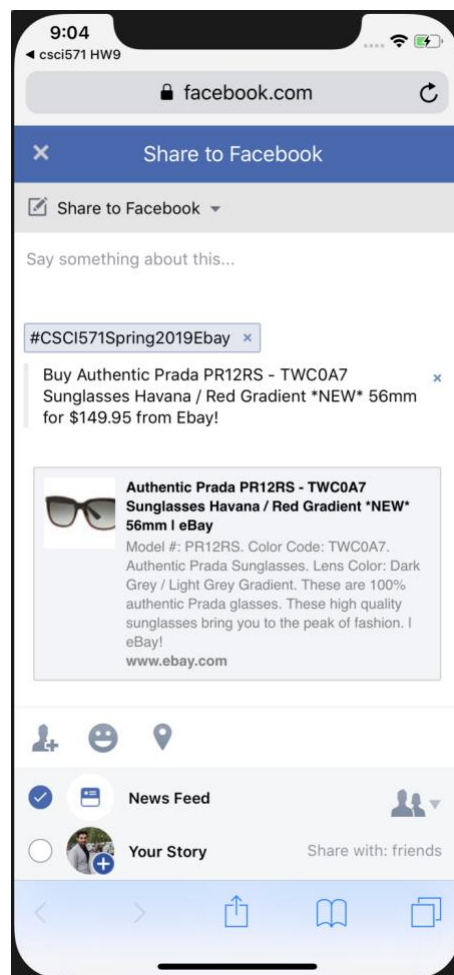 9:04
◀ csci571 HW9
facebook.com
Share to Facebook
Share to Facebook
Say something about this...
#CSCI571Spring2019Ebay ×
Buy Authentic Prada PR12RS - TWC0A7
Sunglasses Havana / Red Gradient *NEW* 56mm
for $149.95 from Ebay!
Authentic Prada PR12RS - TWC0A7
Sunglasses Havana / Red Gradient *NEW*
56mm | eBay
Model #: PR12RS. Color Code: TWC0A7.
Authentic Prada Sunglasses. Lens Color: Dark
Grey / Light Grey Gradient. These are 100%
authentic Prada glasses. These high quality
sunglasses bring you to the peak of fashion. |
eBay!
www.ebay.com
News Feed
Your Story
Share with: friends